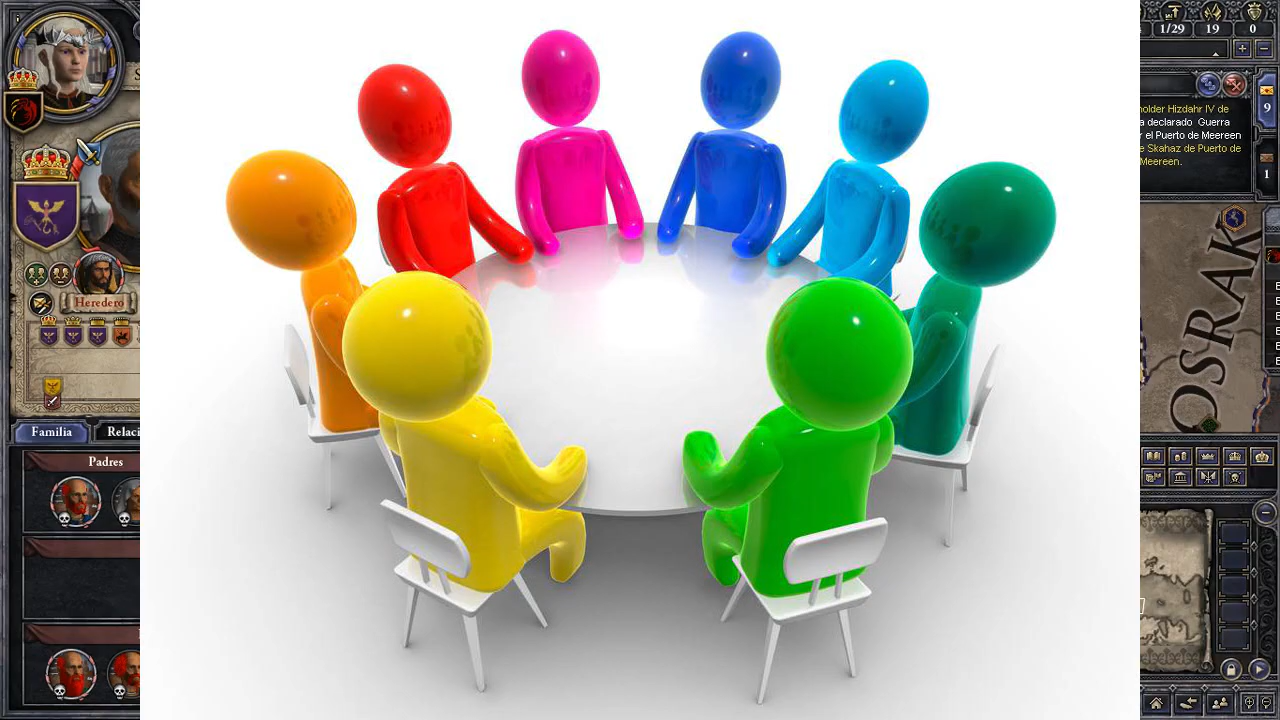 Heredero
Familia
Relaci
Padres
1/29
19
0
holder Hizdahr IV de
a declarado Guerra
r el Puerto de Meereen
e Skahaz de Puerto de
Meereen.
9
1
OSRAK